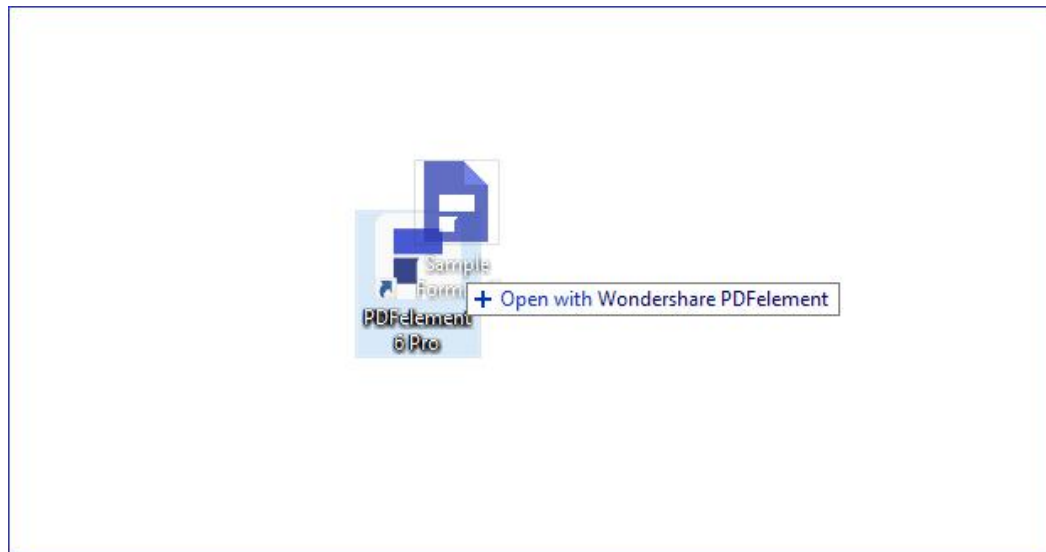 Sample
Form
+ Open with Wondershare PDFelement
PDFelement
6 Pro